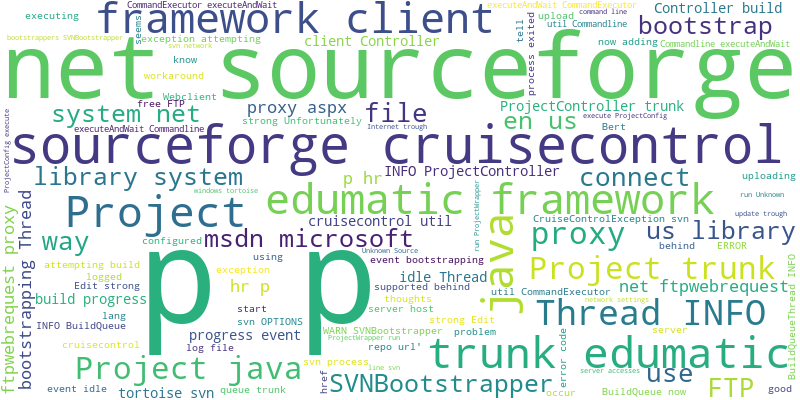 CommandExecutor executeAndWait
executeAndWait CommandExecutor
executing
framework client
seems
upload
tell
process exited
command line
Controller build
util Commandline
bootstrap
bootstrappers SVNBootstrapper
exception attempting
svn network
client Controller
now adding
Commandline executeAndWait
net sourceforge
know
workaround
Webclient
free FTP
system net
proxy aspx
file
ProjectController trunk
strong Unfortunately
en us
execute ProjectConfig
Bert
executeAndWait Commandline
Internet trough
ProjectConfig execute
sourceforge cruisecontrol
INFO ProjectController
library system
p hr
connect
uploading
windows tortoise
run Unknown
edumatic framework
Project
cruisecontrol util
java
CruiseControlException svn
update trough
us library
way
configured
msdn microsoft
Unknown Source
run ProjectWrapper
proxy
behind
ERROR
ftpwebrequest proxy
bootstrapping Thread
using
event bootstrapping
attempting build
logged
exception
idle Thread
supported behind
Project trunk
Edit strong
hr p
p p
thoughts
util CommandExecutor
net ftpwebrequest
build progress
start
server host
network settings
Thread INFO
lang
svn OPTIONS
strong Edit
INFO BuildQueue
progress event
WARN SVNBootstrapper
problem
error code
server
ProjectWrapper run
repo url'
cruisecontrol
log file
trunk edumatic
BuildQueueThread INFO
Project java
svn process
line svn
server accesses
use
href
event idle
tortoise svn
queue trunk
SVNBootstrapper
occur
BuildQueue now
FTP
good